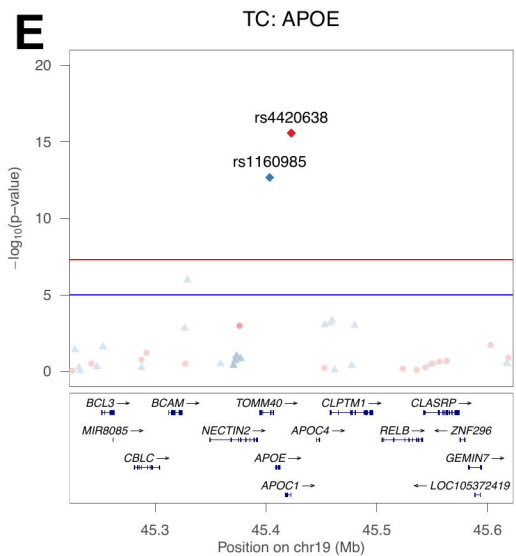 E
TC: APOE
20
15
10
5
0
−log10(p−value)
rs4420638
rs1160985
BCL3 → BCAM → TOMM40 → CLPTM1 → CLASRP →
MIR8085 → NECTIN2 → APOC4 → RELB → ← ZNF296
CBLC → APOE → GEMIN7 →
APOC1 → ← LOC105372419
45.3 45.4 45.5 45.6
Position on chr19 (Mb)